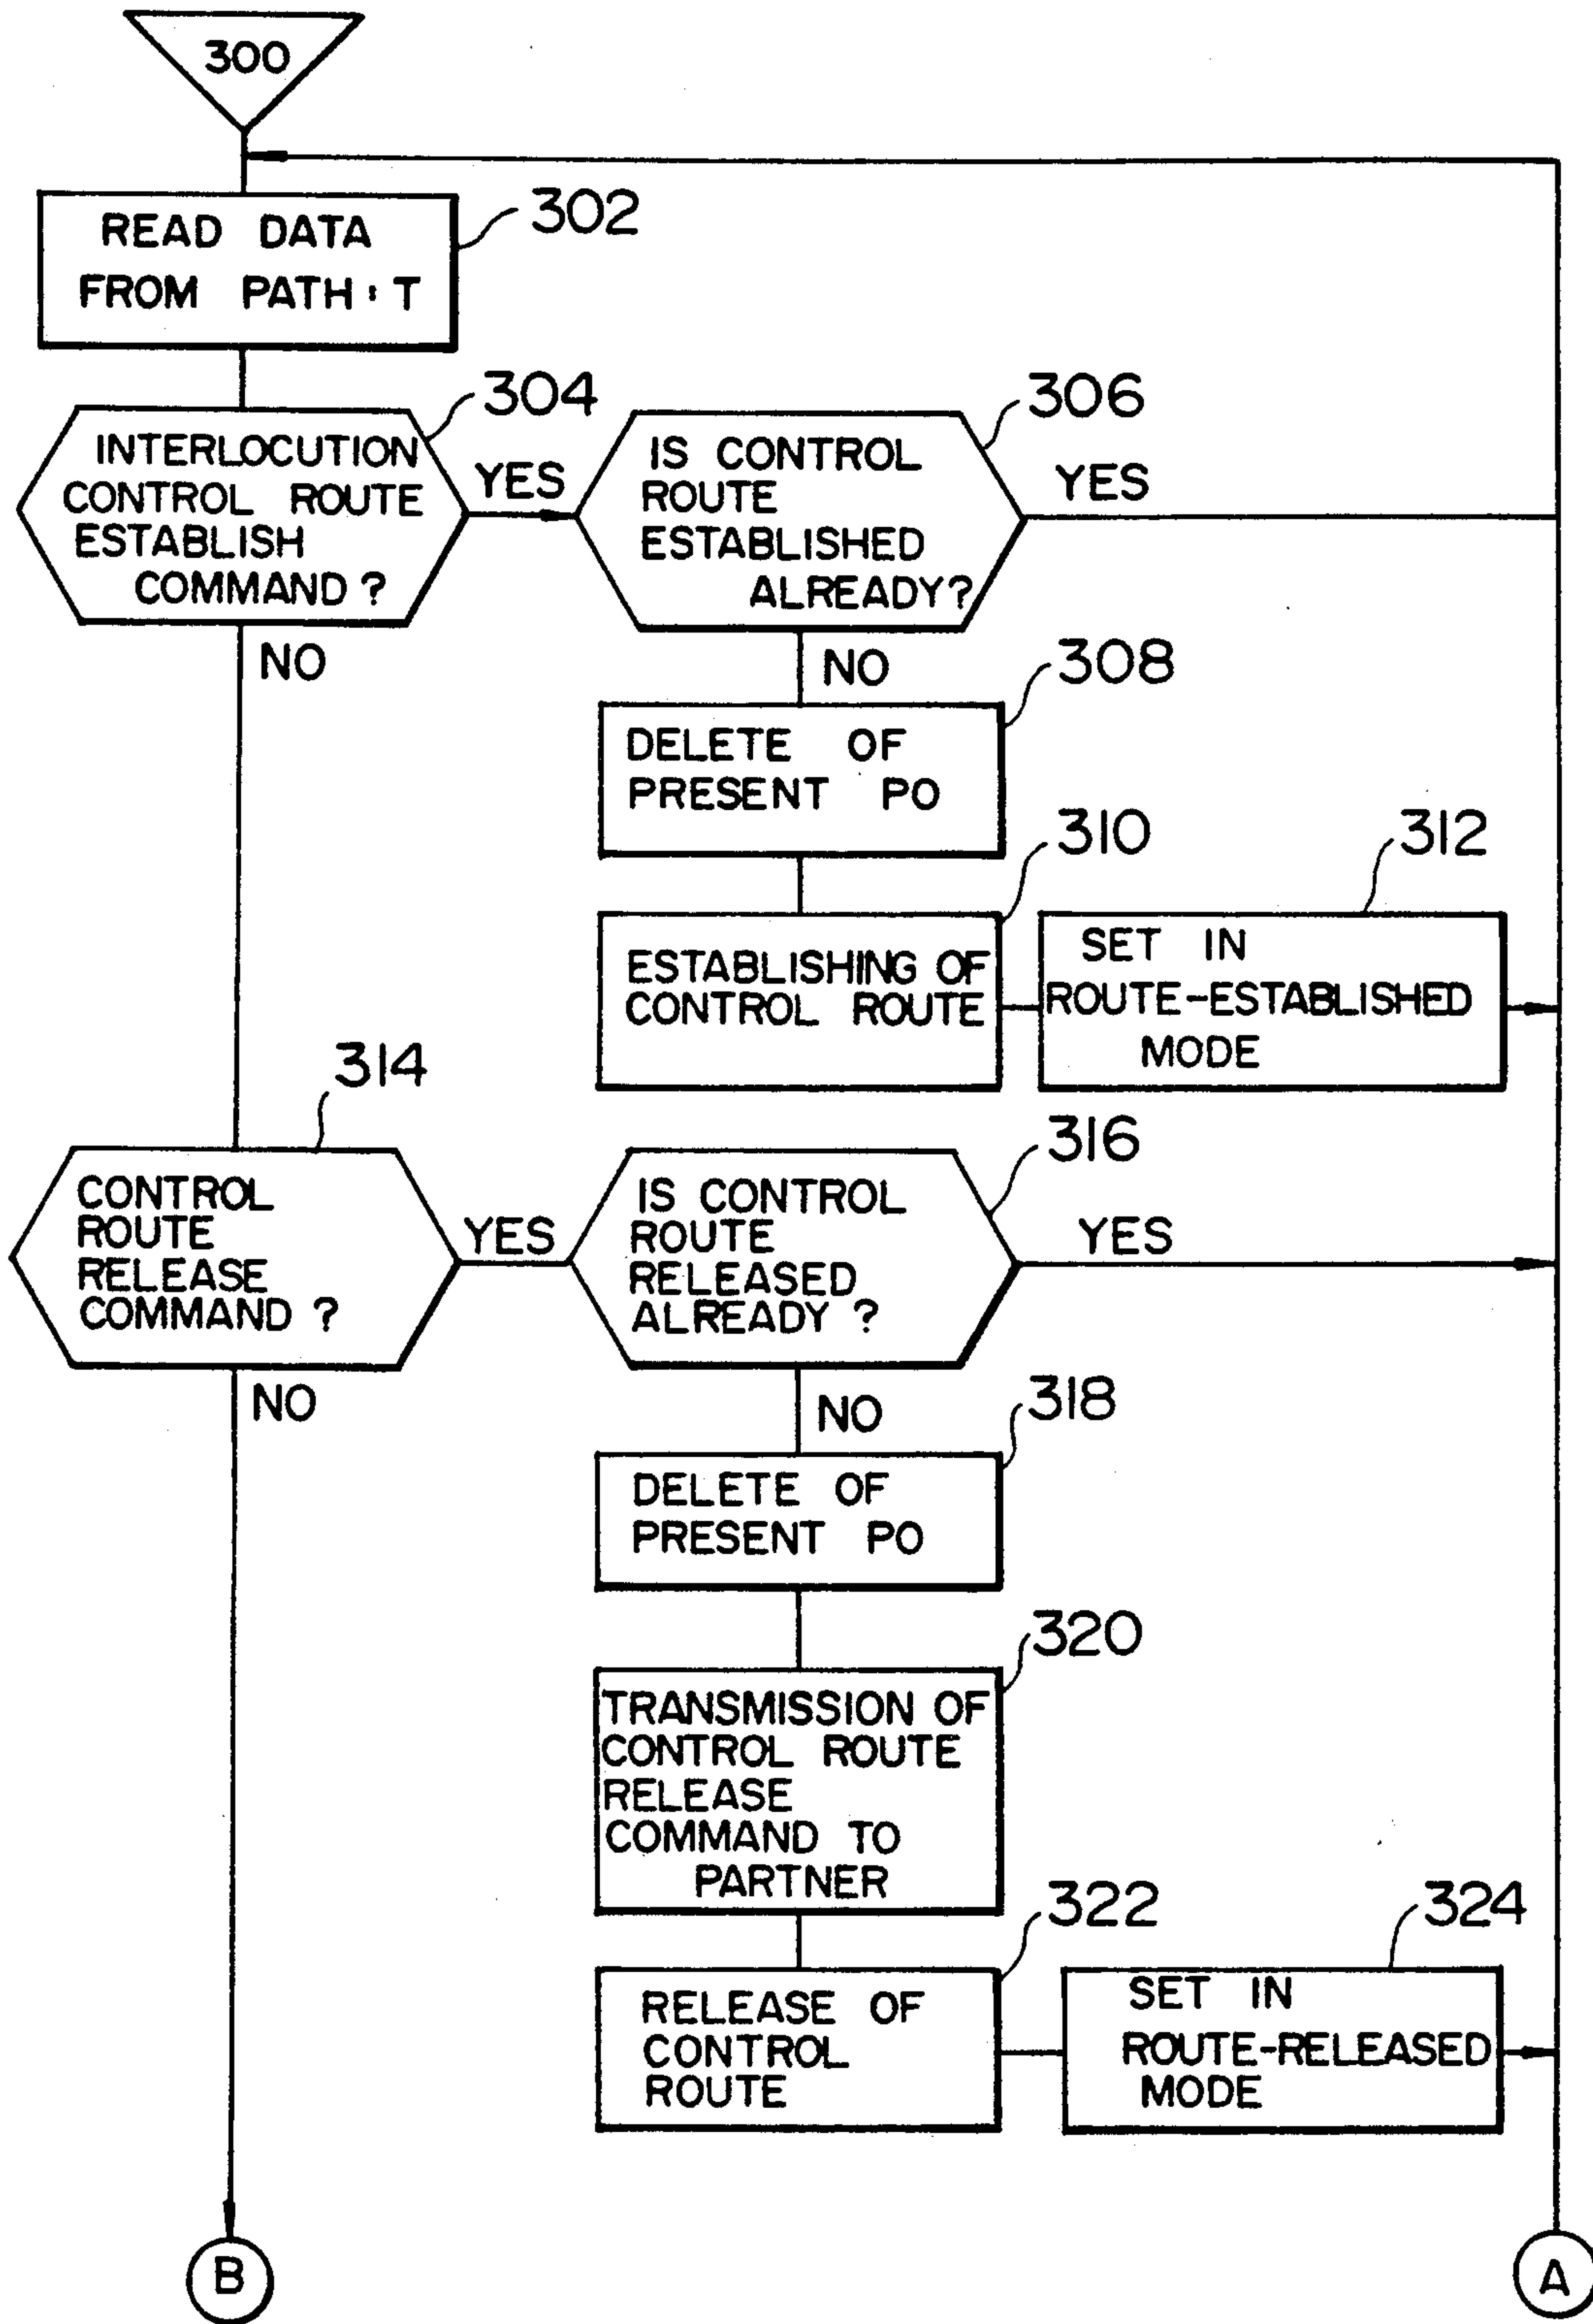 300
READ DATA
FROM PATH : T
302
INTERLOCUTION
CONTROL ROUTE
ESTABLISH
COMMAND ?
304
YES
NO
IS CONTROL
ROUTE
ESTABLISHED
ALREADY?
306
YES
NO
308
DELETE OF
PRESENT PO
310
ESTABLISHING OF
CONTROL ROUTE
312
SET IN
ROUTE-ESTABLISHED
MODE
314
CONTROL
ROUTE
RELEASE
COMMAND ?
YES
NO
316
IS CONTROL
ROUTE
RELEASED
ALREADY ?
YES
NO
318
DELETE OF
PRESENT PO
320
TRANSMISSION OF
CONTROL ROUTE
RELEASE
COMMAND TO
PARTNER
322
RELEASE OF
CONTROL
ROUTE
324
SET IN
ROUTE-RELEASED
MODE
B
A